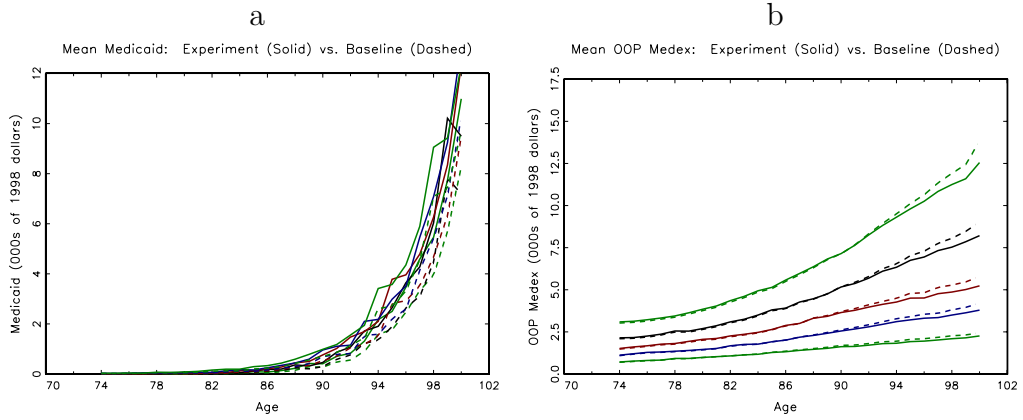 a
Mean Medicaid: Experiment (Solid) vs. Baseline (Dashed)
Medicaid (000s of 1998 dollars)
12
10
8
6
4
2
0
70 74 78 82 86 90 94 98 102
Age
b
Mean OOP Medex: Experiment (Solid) vs. Baseline (Dashed)
OOP Medex (000s of 1998 dollars)
17.5
15.0
12.5
10.0
7.5
5.0
2.5
0.0
70 74 78 82 86 90 94 98 102
Age